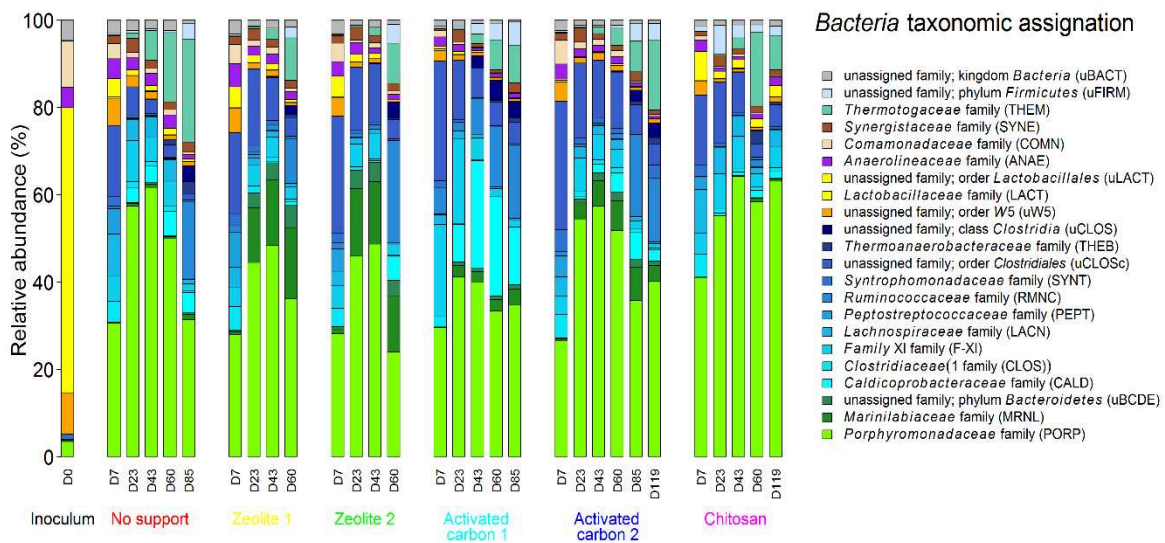 Bacteria taxonomic assignation
Relative abundance (%)
100
80
60
40
20
0
unassigned family; kingdom Bacteria (uBACT)
unassigned family; phylum Firmicutes (uFIRM)
Thermotogaceae family (THEM)
Synergistaceae family (SYNE)
Comamonadaceae family (COMN)
Anaerolineaceae family (ANAE)
unassigned family; order Lactobacillales (uLACT)
Lactobacillaceae family (LACT)
unassigned family; order W5 (uW5)
unassigned family; class Clostridia (uCLOS)
Thermoanaerobacteraceae family (THEB)
unassigned family; order Clostridiales (uCLOSc)
Syntrophomonadaceae family (SYNT)
Ruminococcaceae family (RMNC)
Peptostreptococcaceae family (PEPT)
Lachnospiraceae family (LACN)
Family XI family (F-XI)
Clostridiaceae(1 family (CLOS))
Caldicoprobacteraceae family (CALD)
unassigned family; phylum Bacteroidetes (uBCDE)
Marinilabiaceae family (MRNL)
Porphyromonadaceae family (PORP)
D0
D7 D23 D43 D60 D85
D7 D23 D43 D60
D7 D23 D43 D60
D7 D23 D43 D60 D85
D7 D23 D43 D60 D85 D119
D7 D23 D43 D60 D119
Inoculum
No support
Zeolite 1
Zeolite 2
Activated
carbon 1
Activated
carbon 2
Chitosan